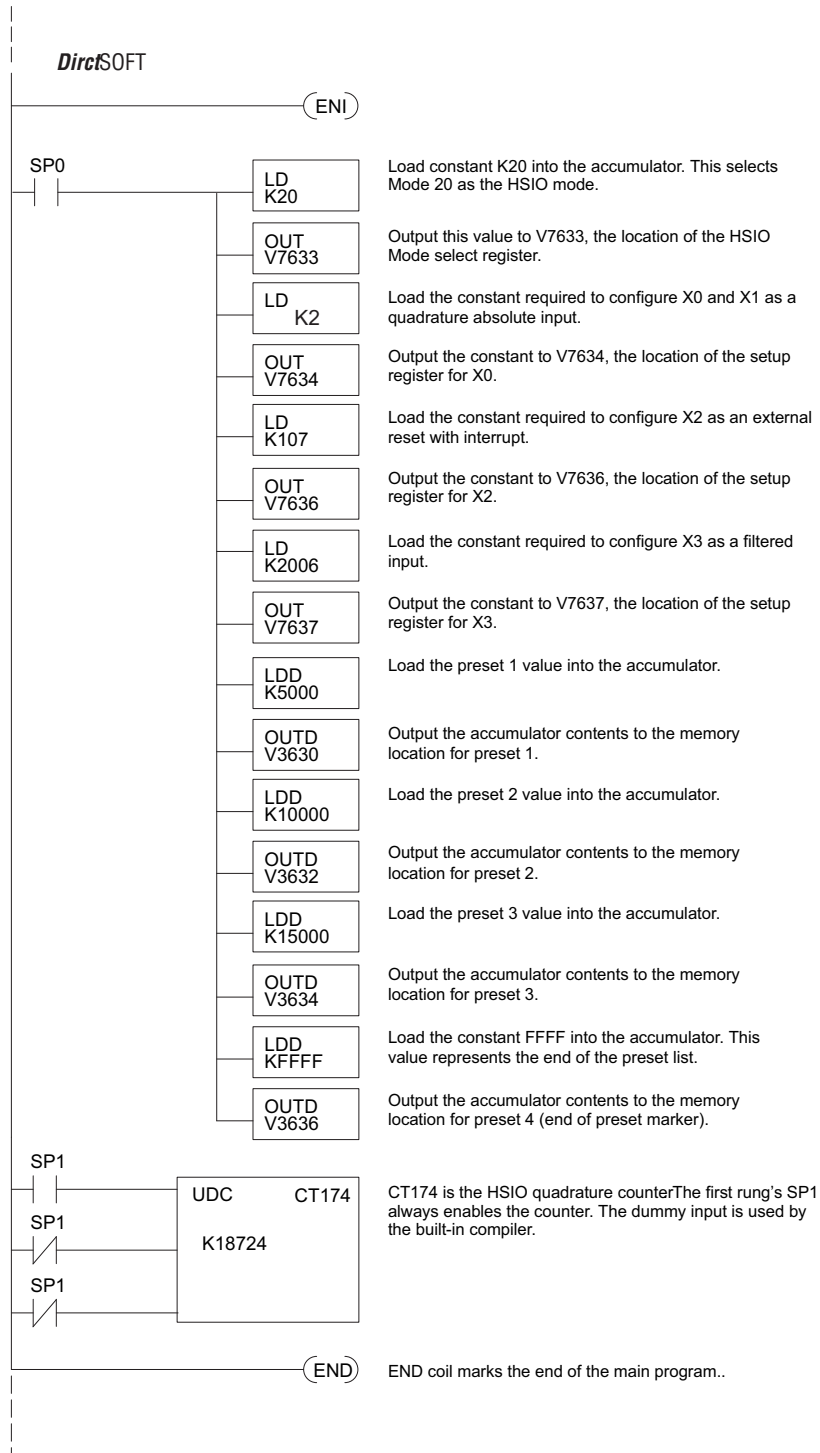 DirctSOFT
ENI
SP0
LD
K20
Load constant K20 into the accumulator. This selects
Mode 20 as the HSIO mode.
OUT
V7633
Output this value to V7633, the location of the HSIO
Mode select register.
LD
K2
Load the constant required to configure X0 and X1 as a
quadrature absolute input.
OUT
V7634
Output the constant to V7634, the location of the setup
register for X0.
LD
K107
Load the constant required to configure X2 as an external
reset with interrupt.
OUT
V7636
Output the constant to V7636, the location of the setup
register for X2.
LD
K2006
Load the constant required to configure X3 as a filtered
input.
OUT
V7637
Output the constant to V7637, the location of the setup
register for X3.
LDD
K5000
Load the preset 1 value into the accumulator.
OUTD
V3630
Output the accumulator contents to the memory
location for preset 1.
LDD
K10000
Load the preset 2 value into the accumulator.
OUTD
V3632
Output the accumulator contents to the memory
location for preset 2.
LDD
K15000
Load the preset 3 value into the accumulator.
OUTD
V3634
Output the accumulator contents to the memory
location for preset 3.
LDD
KFFFF
Load the constant FFFF into the accumulator. This
value represents the end of the preset list.
OUTD
V3636
Output the accumulator contents to the memory
location for preset 4 (end of preset marker).
SP1
UDC CT174
CT174 is the HSIO quadrature counterThe first rung's SP1
always enables the counter. The dummy input is used by
the built-in compiler.
SP1
K18724
SP1
END
END coil marks the end of the main program..